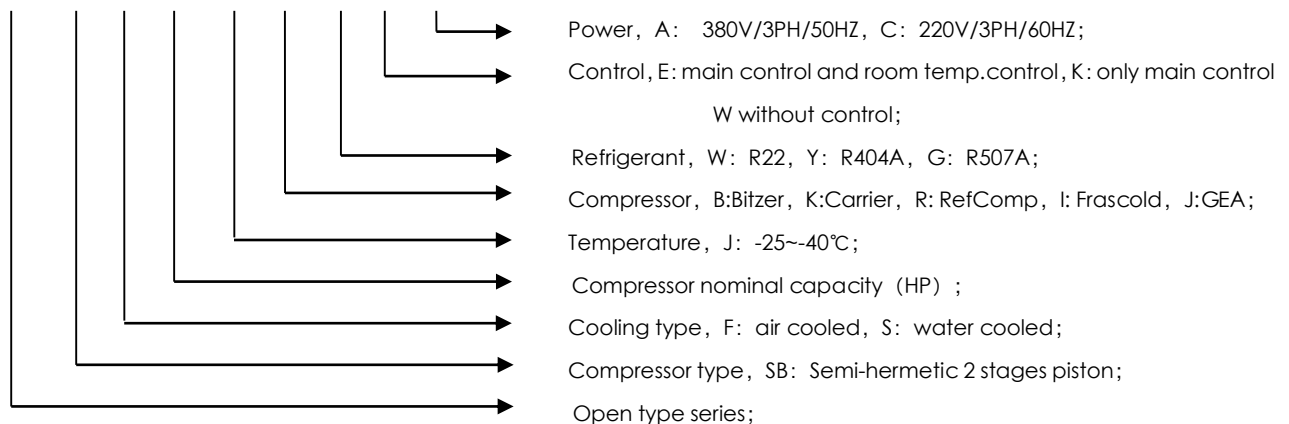 Power, A: 380V/3PH/50HZ, C: 220V/3PH/60HZ;
Control, E: main control and room temp.control, K: only main control
W without control;
Refrigerant, W: R22, Y: R404A, G: R507A;
Compressor, B:Bitzer, K:Carrier, R: RefComp, I: Frascold, J:GEA;
Temperature, J: -25~-40℃;
Compressor nominal capacity (HP) ;
Cooling type, F: air cooled, S: water cooled;
Compressor type, SB: Semi-hermetic 2 stages piston;
Open type series;